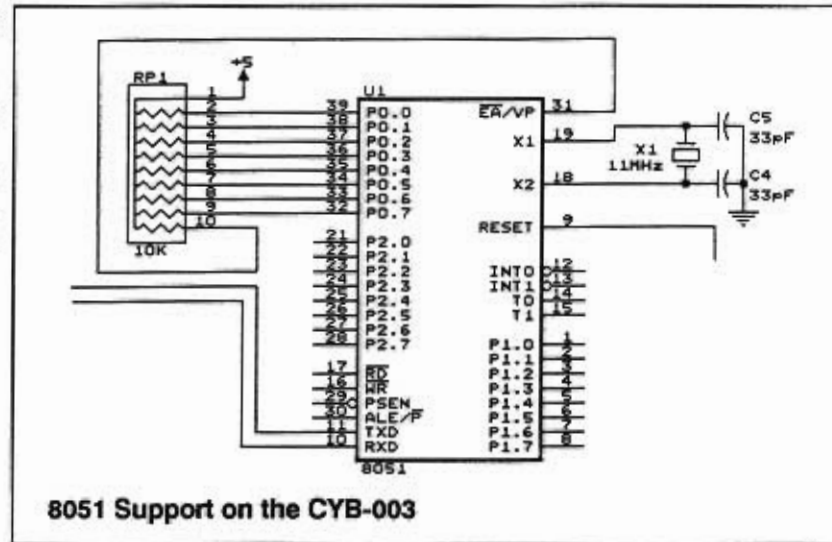 RP1
+5
1
2
3
4
5
6
7
8
9
10
10K
U1
39 P0.0
38 P0.1
37 P0.2
36 P0.3
35 P0.4
34 P0.5
33 P0.6
32 P0.7
21 P2.0
22 P2.1
23 P2.2
24 P2.3
25 P2.4
26 P2.5
27 P2.6
28 P2.7
17 RD
16 WR
29 PSEN
30 ALE/P
11 TXD
10 RXD
8051
EA/VP 31
X1 19
X2 18
RESET 9
INT0 12
INT1 13
T0 14
T1 15
P1.0 1
P1.1 2
P1.2 3
P1.3 4
P1.4 5
P1.5 6
P1.6 7
P1.7 8
X1
11MHz
C5
33pF
C4
33pF
8051 Support on the CYB-003